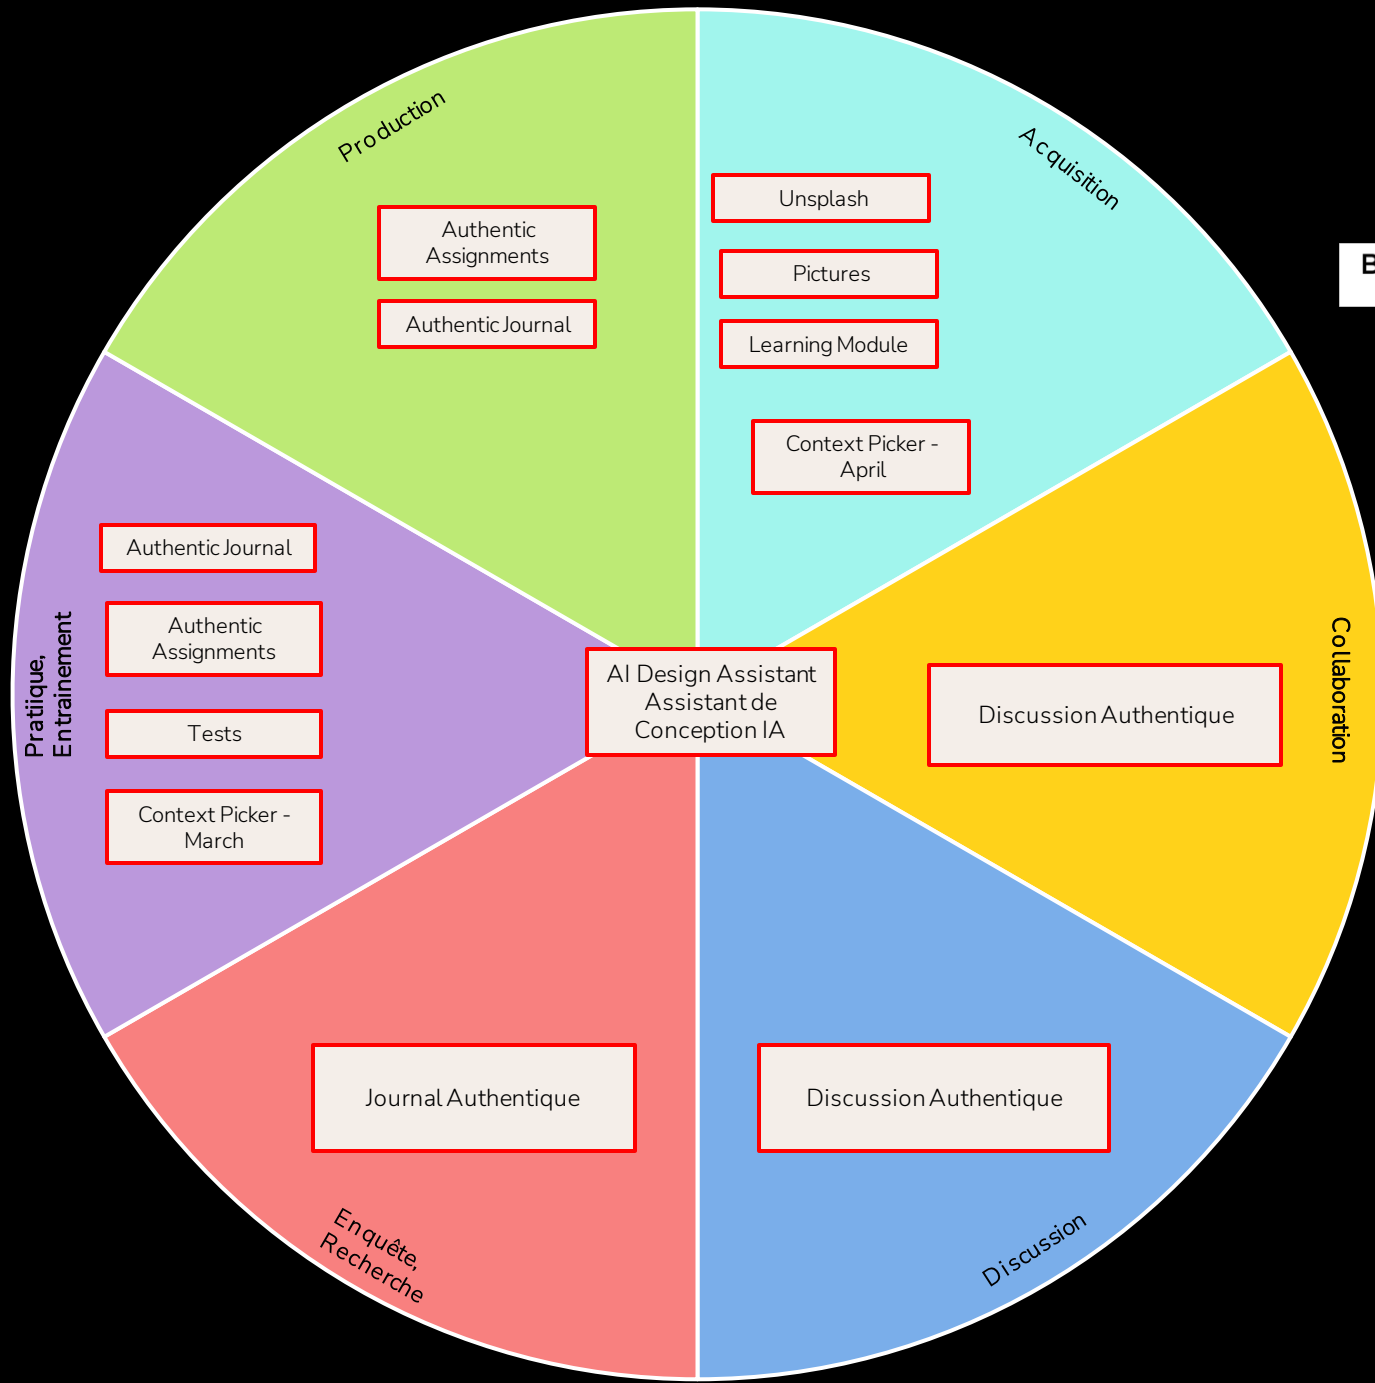 Production
Authentic
Assignments
Authentic Journal
Acquisition
Unsplash
Pictures
Learning Module
Context Picker -
April
B
Pratiique,
Entrainement
Authentic Journal
Authentic
Assignments
Tests
Context Picker -
March
AI Design Assistant
Assistant de
Conception IA
Collaboration
Discussion Authentique
Enquête,
Recherche
Journal Authentique
Discussion
Discussion Authentique